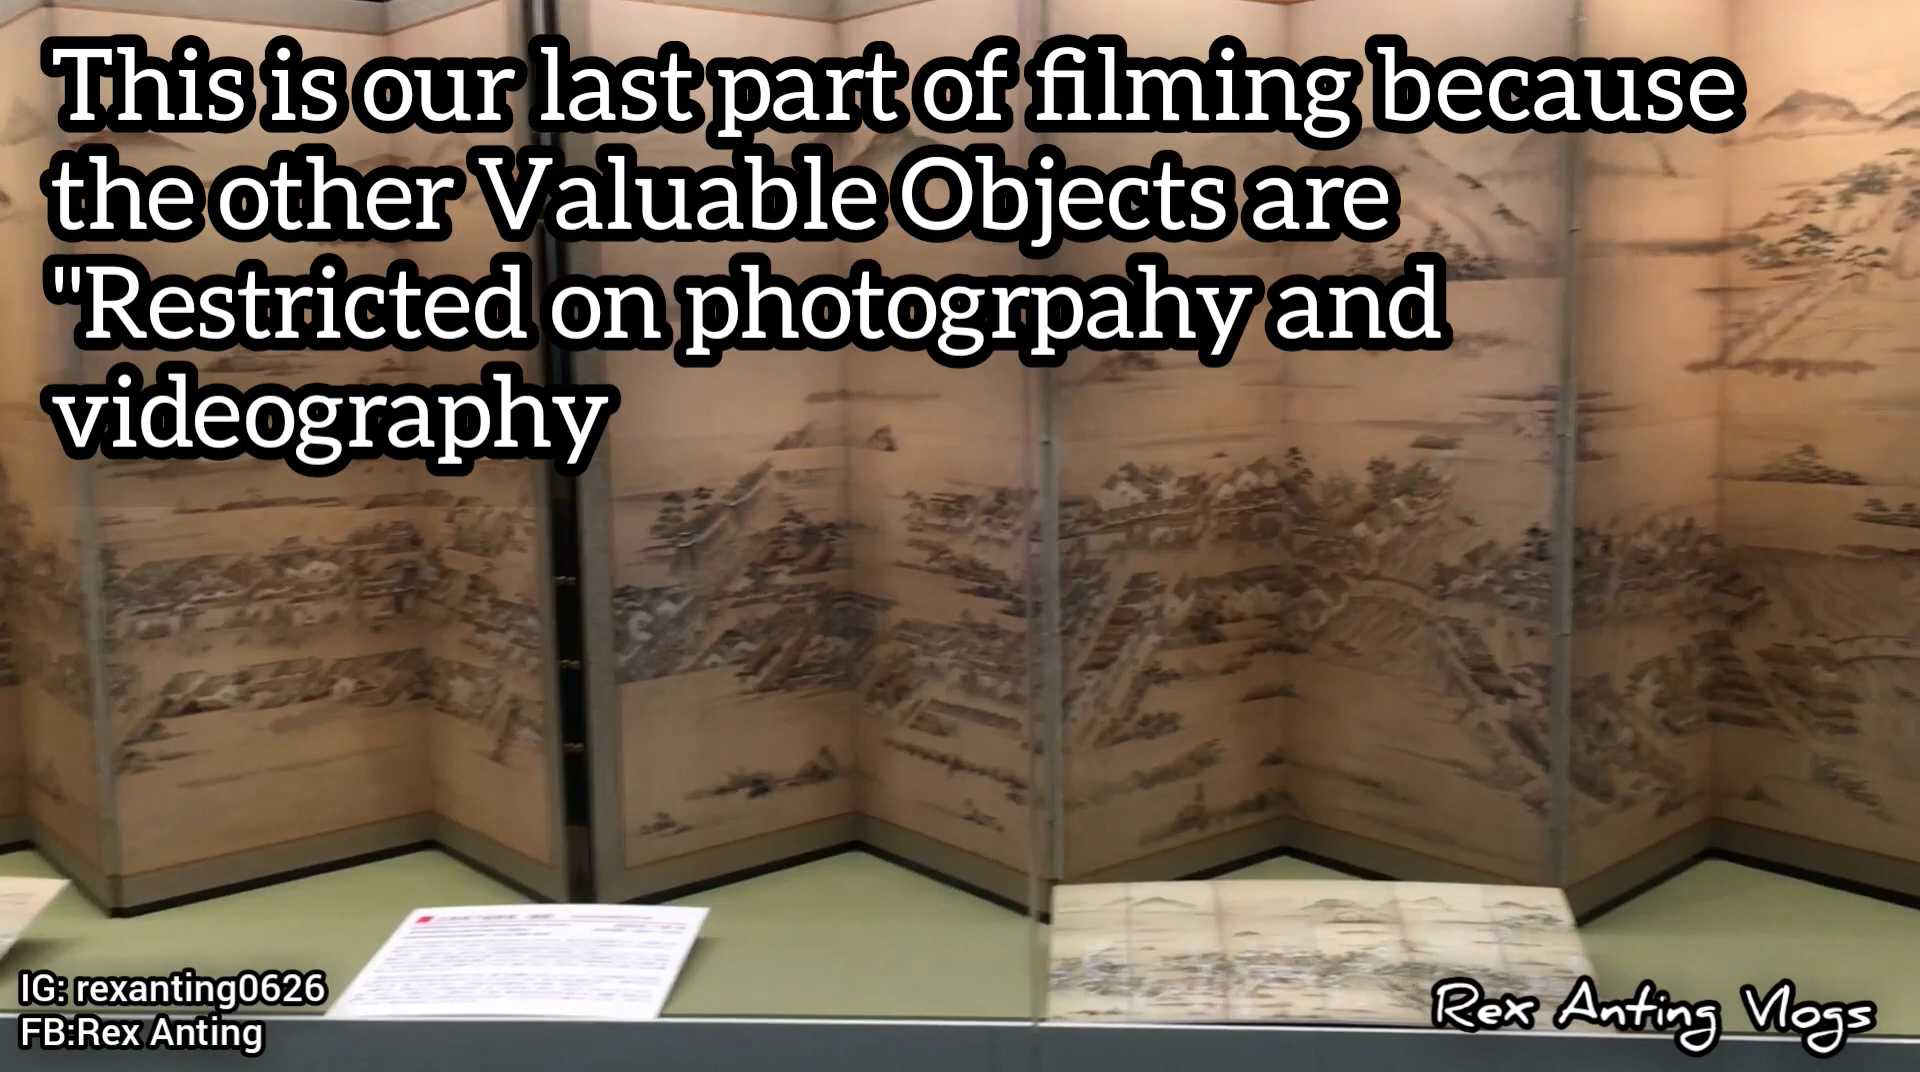 This is our last part of filming because
the other Valuable Objects are
"Restricted on photogrpahy and
videography
IG: rexanting0626
FB:Rex Anting
Rex Anting Vlogs